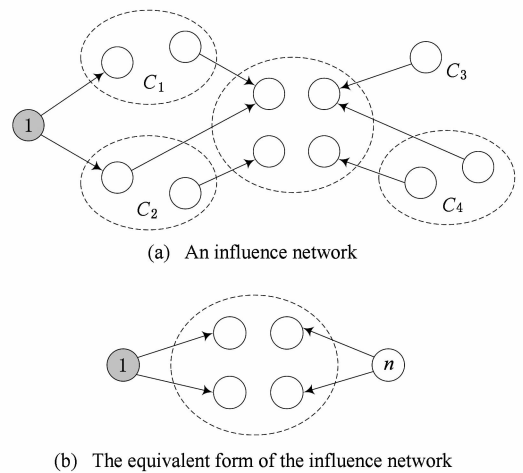 C₁
C₃
1
C₂
C₄
(a) An influence network
1
n
(b) The equivalent form of the influence network